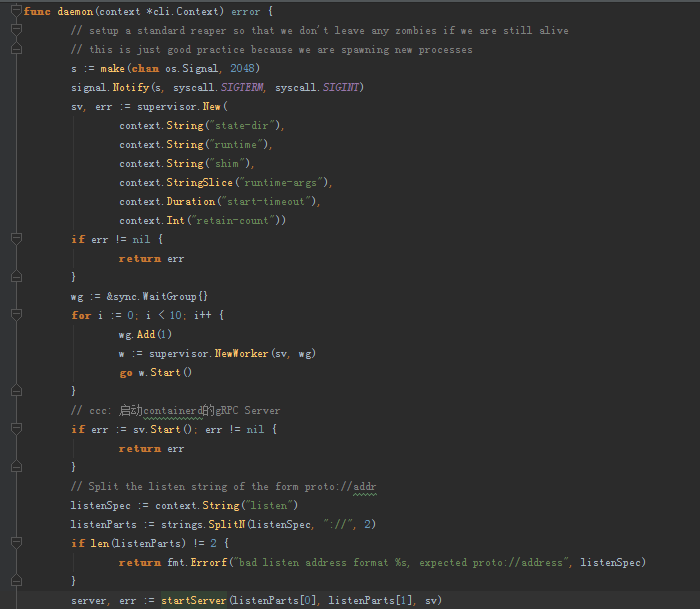 func daemon(context *cli.Context) error {
// setup a standard reaper so that we don't leave any zombies if we are still alive
// this is just good practice because we are spawning new processes
s := make(chan os.Signal, 2048)
signal.Notify(s, syscall.SIGTERM, syscall.SIGINT)
sv, err := supervisor.New(
context.String("state-dir"),
context.String("runtime"),
context.String("shim"),
context.StringSlice("runtime-args"),
context.Duration("start-timeout"),
context.Int("retain-count"))
if err != nil {
return err
}
wg := &sync.WaitGroup{}
for i := 0; i < 10; i++ {
wg.Add(1)
w := supervisor.NewWorker(sv, wg)
go w.Start()
}
// ccc: 启动containerd的gRPC Server
if err := sv.Start(); err != nil {
return err
}
// Split the listen string of the form proto://addr
listenSpec := context.String("listen")
listenParts := strings.SplitN(listenSpec, "://", 2)
if len(listenParts) != 2 {
return fmt.Errorf("bad listen address format %s, expected proto://address", listenSpec)
}
server, err := startServer(listenParts[0], listenParts[1], sv)